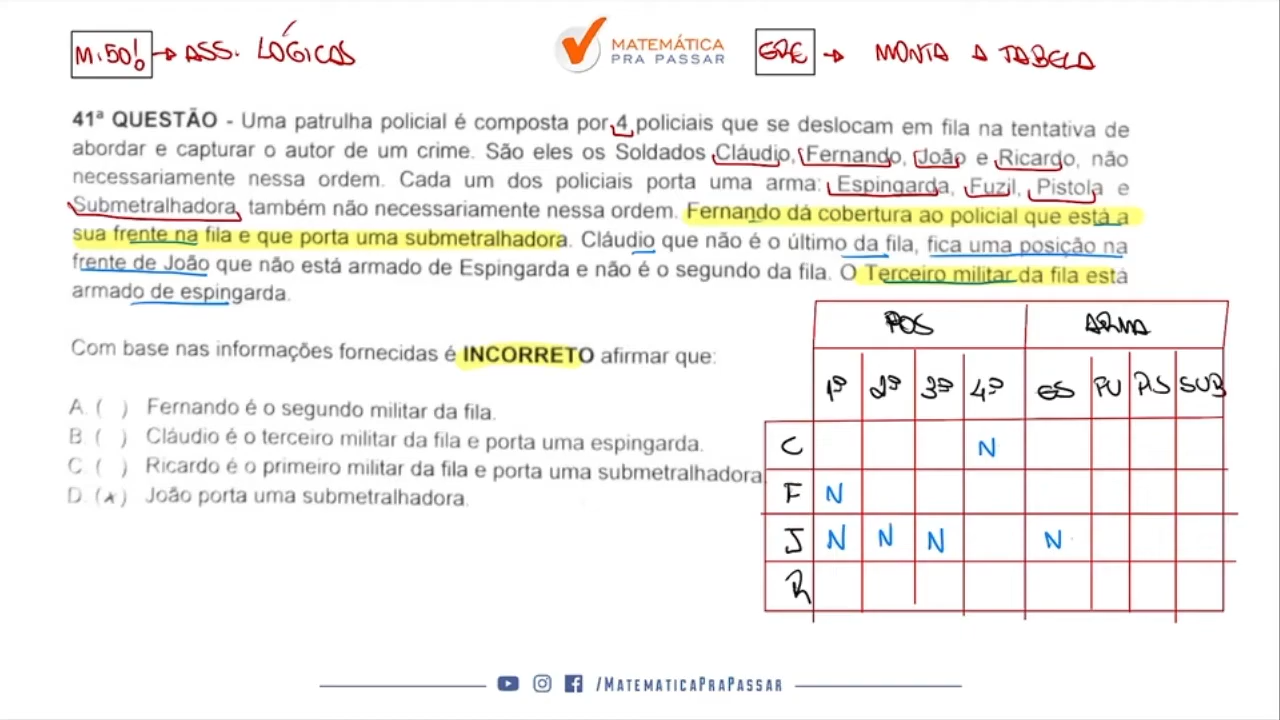 M.50! → ASS. LÓGICAS
MATEMÁTICA
PRA PASSAR
GPE → MONTA A TABELA
41ª QUESTÃO - Uma patrulha policial é composta por 4 policiais que se deslocam em fila na tentativa de
abordar e capturar o autor de um crime. São eles os Soldados Cláudio, Fernando, João e Ricardo, não
necessariamente nessa ordem. Cada um dos policiais porta uma arma: Espingarda, Fuzil, Pistola e
Submetralhadora, também não necessariamente nessa ordem. Fernando dá cobertura ao policial que está a
sua frente na fila e que porta uma submetralhadora. Cláudio que não é o último da fila, fica uma posição na
frente de João que não está armado de Espingarda e não é o segundo da fila. O Terceiro militar da fila está
armado de espingarda.
Com base nas informações fornecidas é INCORRETO afirmar que:
A. ( ) Fernando é o segundo militar da fila.
B. ( ) Cláudio é o terceiro militar da fila e porta uma espingarda.
C. ( ) Ricardo é o primeiro militar da fila e porta uma submetralhadora
D. (x) João porta uma submetralhadora.
POS ARMA
1º 2º 3º 4º ES FU PIS SUB
C N
F N
J N N N N
R
/MATEMATICAPRAPASSAR